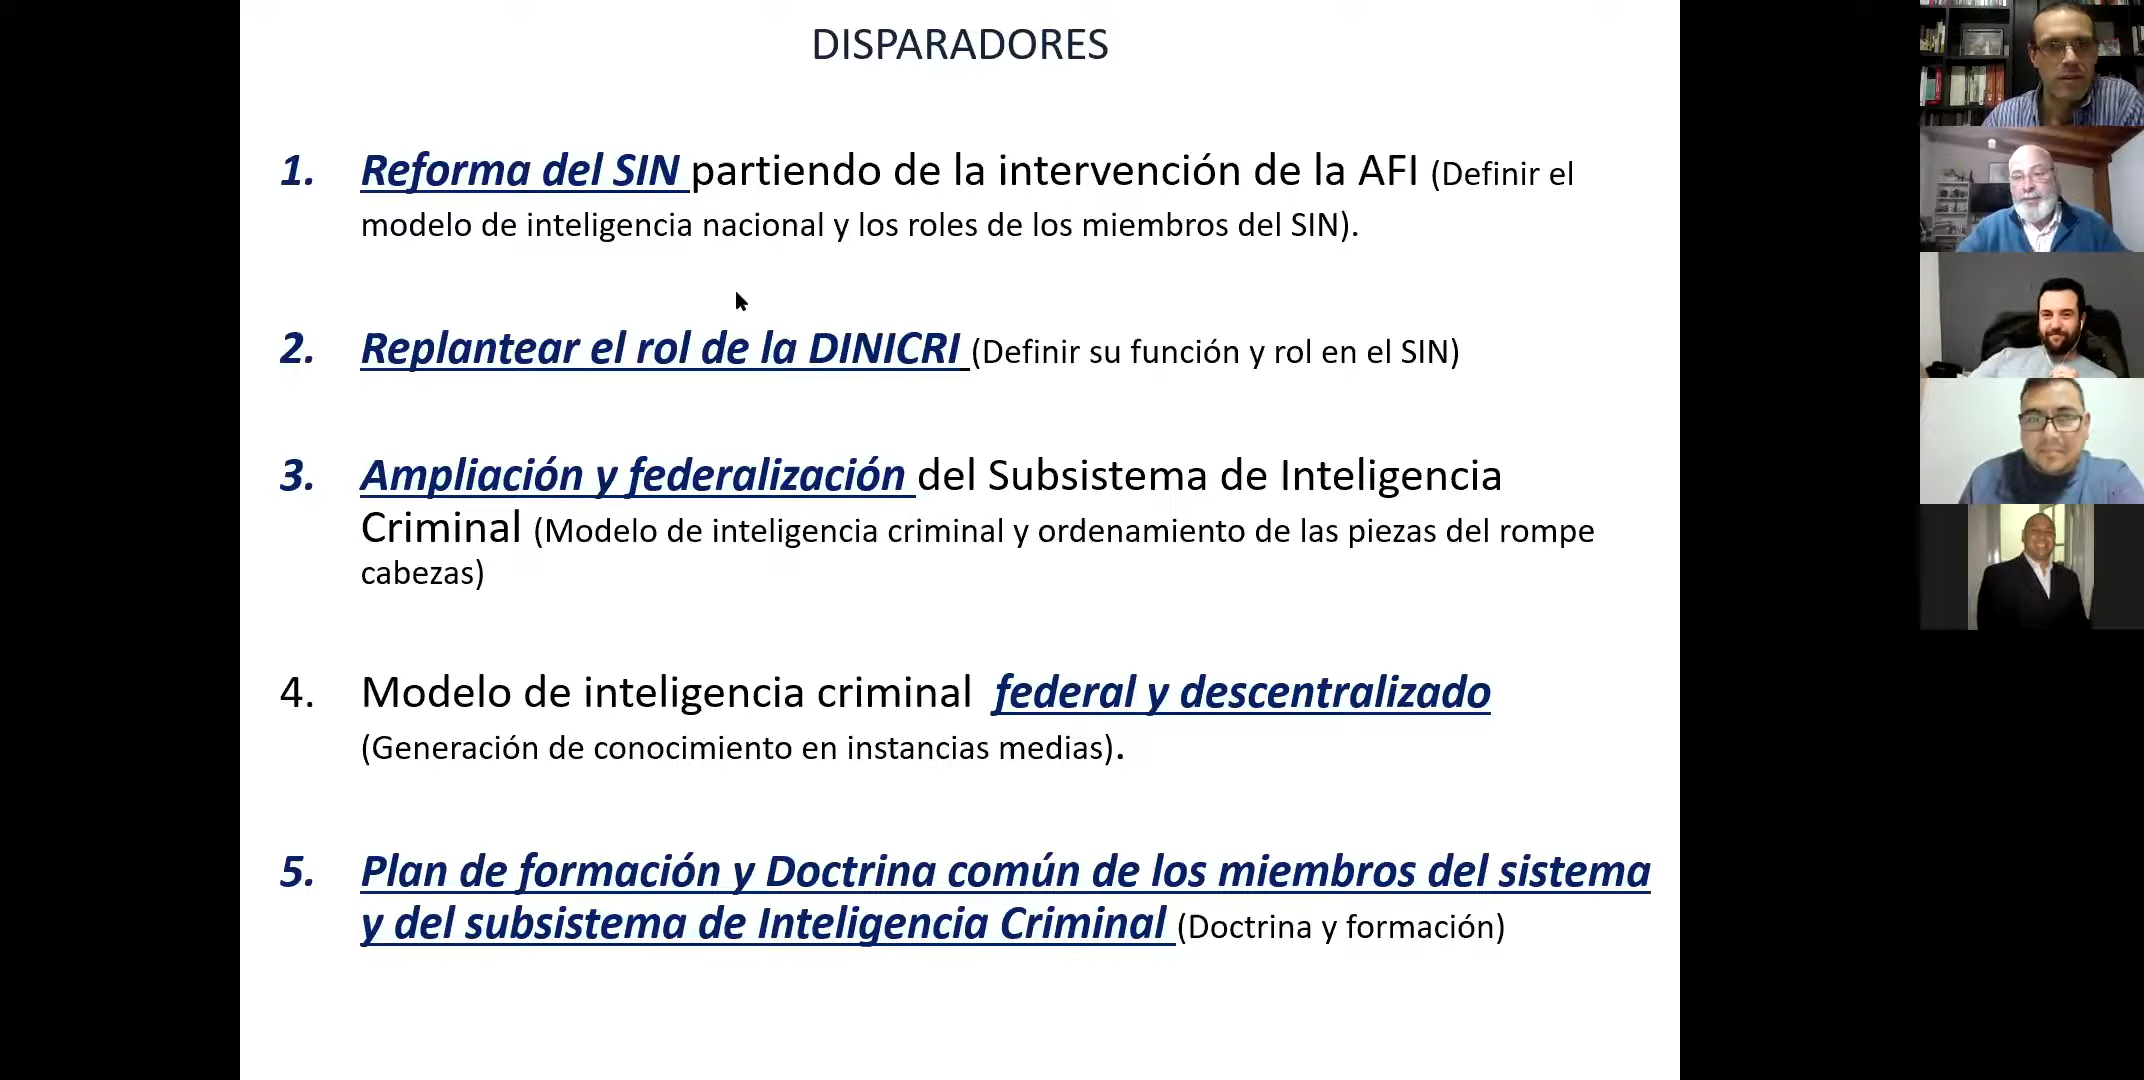 DISPARADORES
1. Reforma del SIN partiendo de la intervención de la AFI (Definir el
modelo de inteligencia nacional y los roles de los miembros del SIN).
2. Replantear el rol de la DINICRI (Definir su función y rol en el SIN)
3. Ampliación y federalización del Subsistema de Inteligencia
Criminal (Modelo de inteligencia criminal y ordenamiento de las piezas del rompe
cabezas)
4. Modelo de inteligencia criminal federal y descentralizado
(Generación de conocimiento en instancias medias).
5. Plan de formación y Doctrina común de los miembros del sistema
y del subsistema de Inteligencia Criminal (Doctrina y formación)